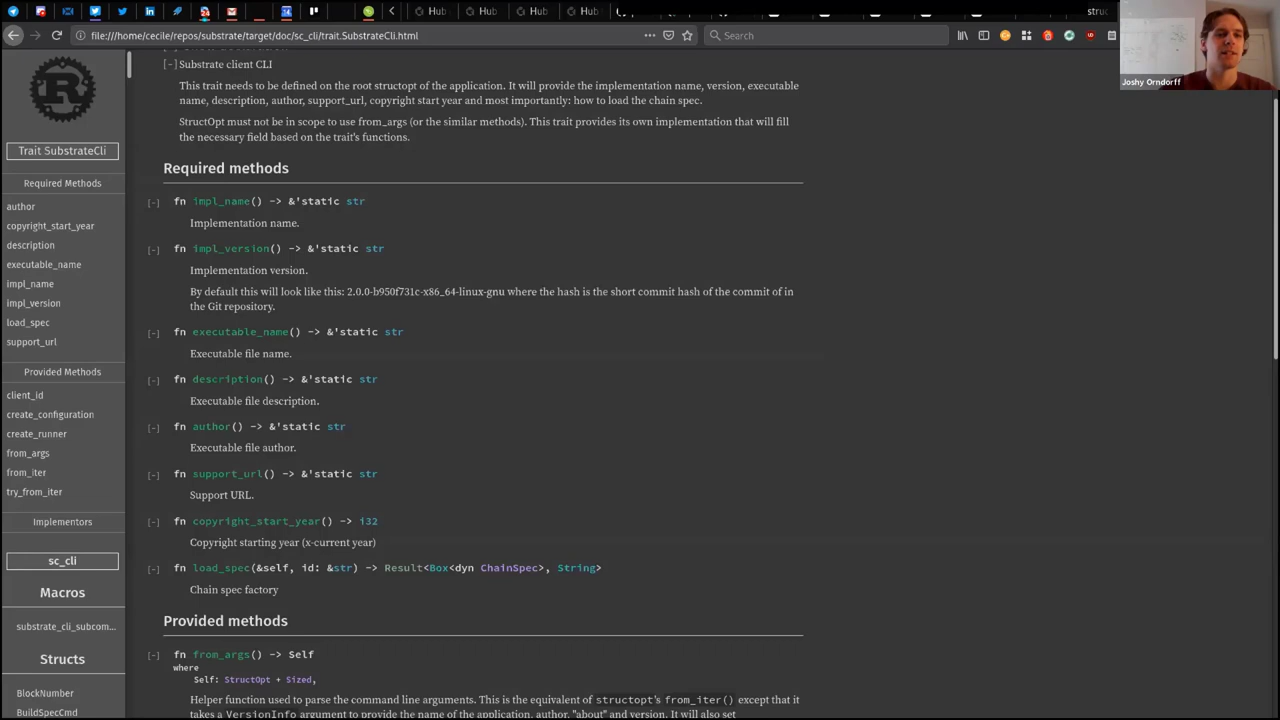 Hub
Hub
Hub
Hub
struc
file:///home/cecile/repos/substrate/target/doc/sc_cli/trait.SubstrateCli.html
Search
Joshy Orndorff
Trait SubstrateCli
Required Methods
author
copyright_start_year
description
executable_name
impl_name
impl_version
load_spec
support_url
Provided Methods
client_id
create_configuration
create_runner
from_args
from_iter
try_from_iter
Implementors
sc_cli
Macros
substrate_cli_subcom...
Structs
BlockNumber
BuildSpecCmd
[-] Substrate client CLI
This trait needs to be defined on the root structopt of the application. It will provide the implementation name, version, executable
name, description, author, support_url, copyright start year and most importantly: how to load the chain spec.
StructOpt must not be in scope to use from_args (or the similar methods). This trait provides its own implementation that will fill
the necessary field based on the trait's functions.
Required methods
[-] fn impl_name() -> &'static str
Implementation name.
[-] fn impl_version() -> &'static str
Implementation version.
By default this will look like this: 2.0.0-b950f731c-x86_64-linux-gnu where the hash is the short commit hash of the commit of in
the Git repository.
[-] fn executable_name() -> &'static str
Executable file name.
[-] fn description() -> &'static str
Executable file description.
[-] fn author() -> &'static str
Executable file author.
[-] fn support_url() -> &'static str
Support URL.
[-] fn copyright_start_year() -> i32
Copyright starting year (x-current year)
[-] fn load_spec(&self, id: &str) -> Result<Box<dyn ChainSpec>, String>
Chain spec factory
Provided methods
[-] fn from_args() -> Self
where
Self: StructOpt + Sized,
Helper function used to parse the command line arguments. This is the equivalent of structopt's from_iter() except that it
takes a VersionInfo argument to provide the name of the application, author, "about" and version. It will also set